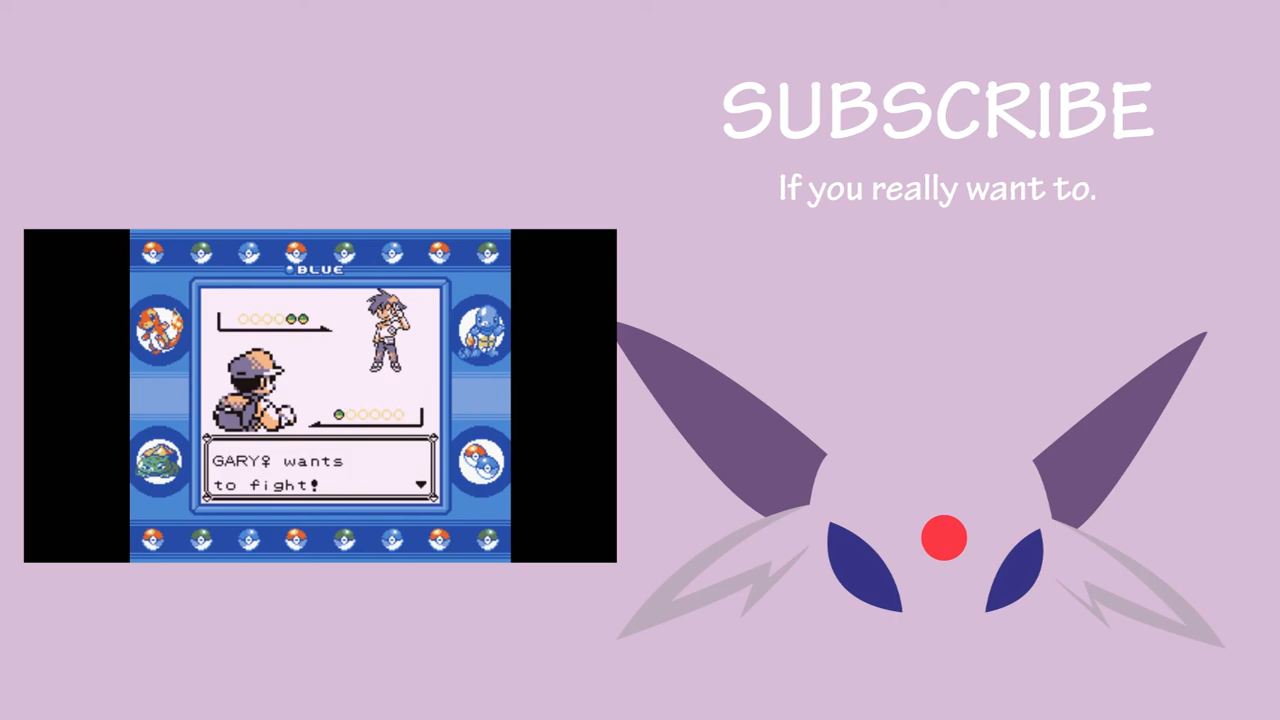 SUBSCRIBE
If you really want to.
BLUE
GARY♀ wants
to fight!